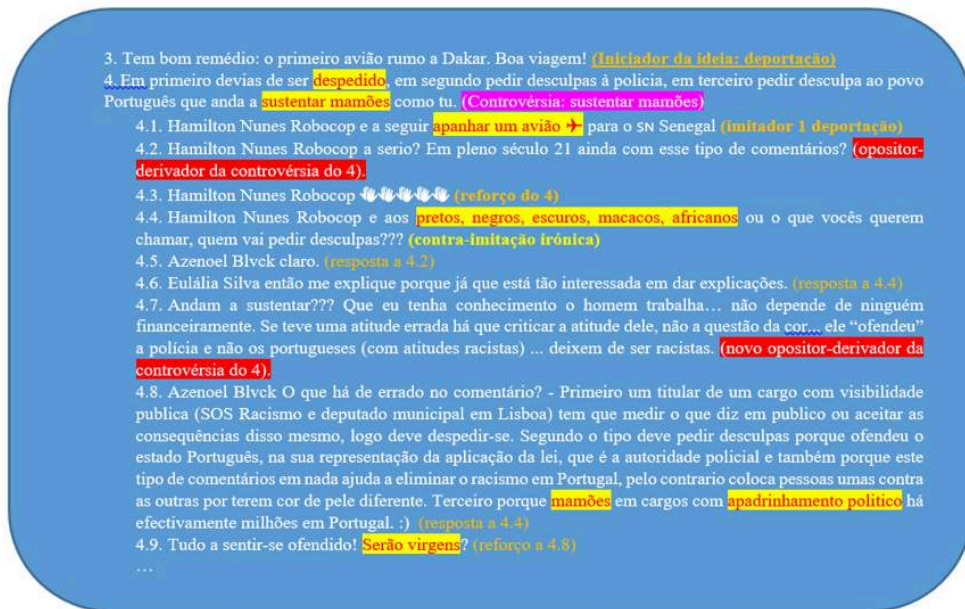 3. Tem bom remédio: o primeiro avião rumo a Dakar. Boa viagem! (Iniciador da ideia: deportação)
4.Em primeiro devias de ser despedido, em segundo pedir desculpas à policia, em terceiro pedir desculpa ao povo
Português que anda a sustentar mamões como tu. (Controvérsia: sustentar mamões)
4.1. Hamilton Nunes Robocop e a seguir apanhar um avião ✈ para o SN Senegal (imitador 1 deportação)
4.2. Hamilton Nunes Robocop a serio? Em pleno século 21 ainda com esse tipo de comentários? (opositor-
derivador da controvérsia do 4).
4.3. Hamilton Nunes Robocop 👏👏👏👏👏 (reforço do 4)
4.4. Hamilton Nunes Robocop e aos pretos, negros, escuros, macacos, africanos ou o que vocês querem
chamar, quem vai pedir desculpas??? (contra-imitação irónica)
4.5. Azenoel Blvck claro. (resposta a 4.2)
4.6. Eulália Silva então me explique porque já que está tão interessada em dar explicações. (resposta a 4.4)
4.7. Andam a sustentar??? Que eu tenha conhecimento o homem trabalha… não depende de ninguém
financeiramente. Se teve uma atitude errada há que criticar a atitude dele, não a questão da cor... ele “ofendeu”
a polícia e não os portugueses (com atitudes racistas) ... deixem de ser racistas. (novo opositor-derivador da
controvérsia do 4).
4.8. Azenoel Blvck O que há de errado no comentário? - Primeiro um titular de um cargo com visibilidade
publica (SOS Racismo e deputado municipal em Lisboa) tem que medir o que diz em publico ou aceitar as
consequências disso mesmo, logo deve despedir-se. Segundo o tipo deve pedir desculpas porque ofendeu o
estado Português, na sua representação da aplicação da lei, que é a autoridade policial e também porque este
tipo de comentários em nada ajuda a eliminar o racismo em Portugal, pelo contrario coloca pessoas umas contra
as outras por terem cor de pele diferente. Terceiro porque mamões em cargos com apadrinhamento politico há
efectivamente milhões em Portugal. :) (resposta a 4.4)
4.9. Tudo a sentir-se ofendido! Serão virgens? (reforço a 4.8)
…